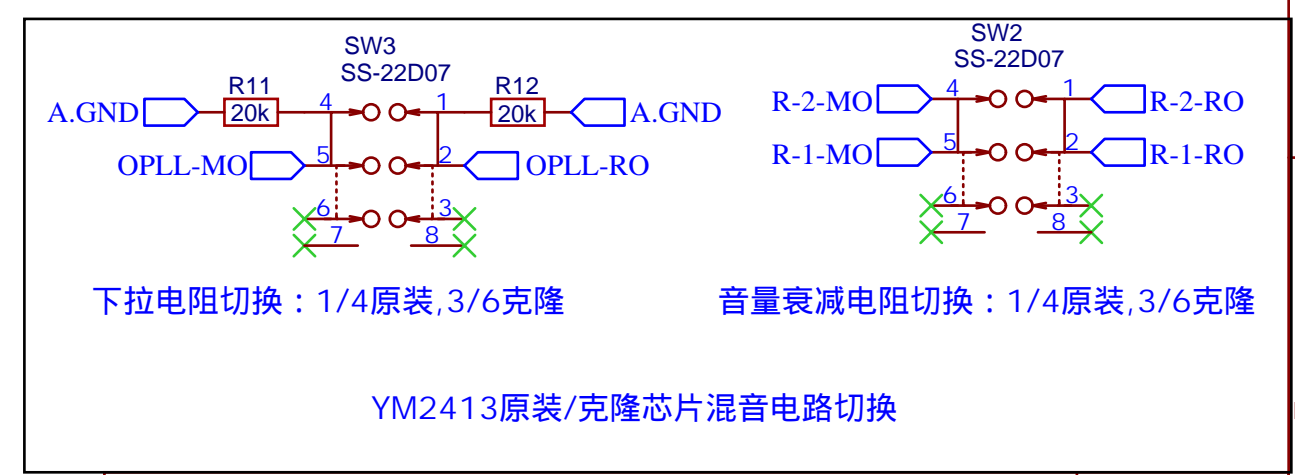 SW3
SS-22D07
R11
20k
A.GND
4
1
R12
20k
A.GND
OPLL-MO
5
2
OPLL-RO
6
3
7
8
SW2
SS-22D07
R-2-MO
4
1
R-2-RO
R-1-MO
5
2
R-1-RO
6
3
7
8
下拉电阻切换：1/4原装,3/6克隆
音量衰减电阻切换：1/4原装,3/6克隆
YM2413原装/克隆芯片混音电路切换